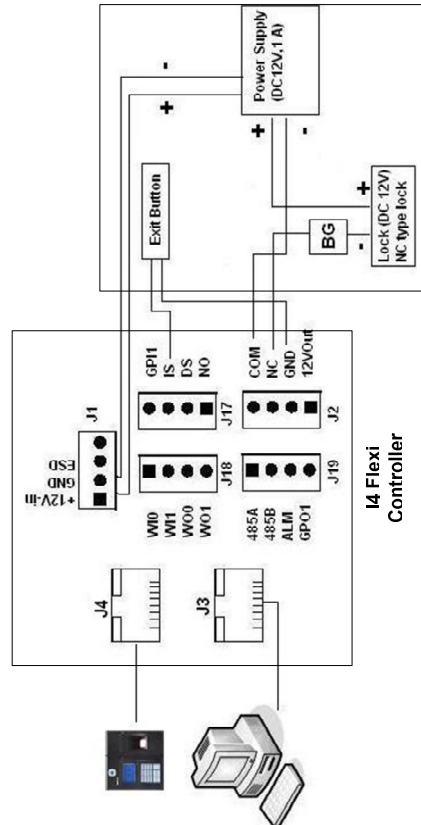 J1
+12V-in
GND
ESD
-
+
Power Supply
(DC12V,1 A)
+
-
Exit Button
BG
+
-
Lock (DC 12V)
NC type lock
GPI1
IS
DS
NO
J17
COM
NC
GND
12VOut
J2
J18
WI0
WI1
WO0
WO1
J19
485A
485B
ALM
GPO1
J4
J3
I4 Flexi
Controller